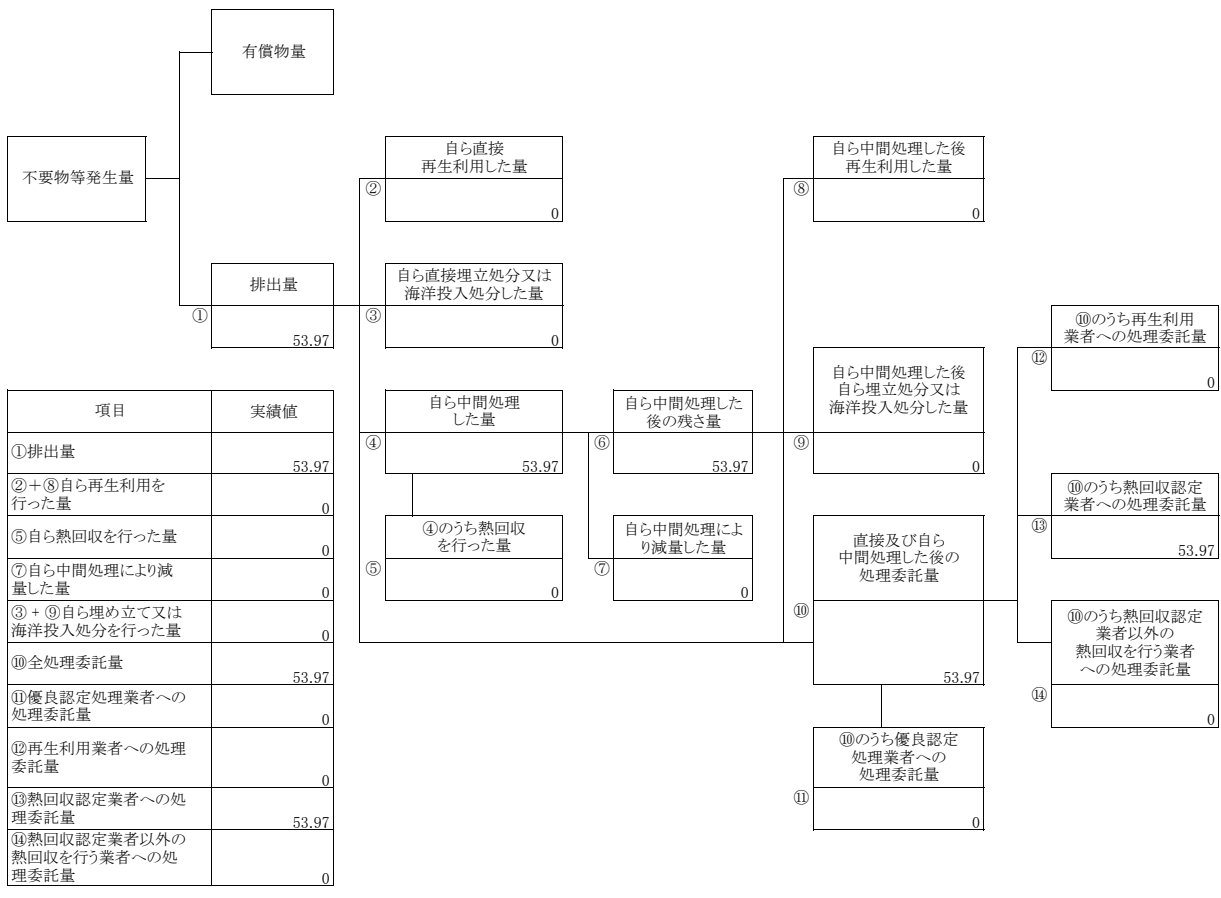 有償物量
不要物等発生量
排出量
①
53.97
自ら直接
再生利用した量
②
0
自ら直接埋立処分又は
海洋投入処分した量
③
0
自ら中間処理
した量
④
53.97
④のうち熱回収
を行った量
⑤
0
自ら中間処理した
後の残さ量
⑥
53.97
自ら中間処理によ
り減量した量
⑦
0
自ら中間処理した後
再生利用した量
⑧
0
自ら中間処理した後
自ら埋立処分又は
海洋投入処分した量
⑨
0
直接及び自ら
中間処理した後の
処理委託量
⑩
53.97
⑩のうち優良認定
処理業者への
処理委託量
⑪
0
⑩のうち再生利用
業者への処理委託量
⑫
0
⑩のうち熱回収認定
業者への処理委託量
⑬
53.97
⑩のうち熱回収認定
業者以外の
熱回収を行う業者
への処理委託量
⑭
0
項目 実績値
①排出量
53.97
②+⑧自ら再生利用を
行った量
0
⑤自ら熱回収を行った量
0
⑦自ら中間処理により減
量した量
0
③ + ⑨自ら埋め立て又は
海洋投入処分を行った量
0
⑩全処理委託量
53.97
⑪優良認定処理業者への
処理委託量
0
⑫再生利用業者への処理
委託量
0
⑬熱回収認定業者への処
理委託量
53.97
⑭熱回収認定業者以外の
熱回収を行う業者への処
理委託量
0